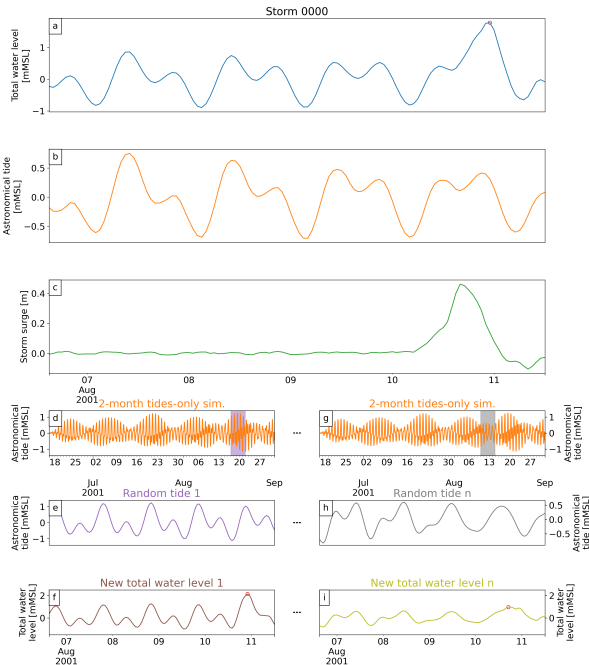 Storm 0000
a
Total water level
[mMSL]
1
0
−1
b
Astronomical tide
[mMSL]
0.5
0.0
−0.5
c
Storm surge [m]
0.4
0.2
0.0
07
08
09
10
11
Aug
2001
2-month tides-only sim.
2-month tides-only sim.
d
Astronomical
tide [mMSL]
1
0
−1
...
g
1
0
−1
Astronomical
tide [mMSL]
18 25 02 09 16 23 30 06 13 20 27
18 25 02 09 16 23 30 06 13 20 27
Jul Aug Sep
2001
Jul Aug Sep
2001
Random tide 1
Random tide n
e
Astronomical
tide [mMSL]
1
0
−1
...
h
0.5
0.0
−0.5
Astronomical
tide [mMSL]
New total water level 1
New total water level n
f
Total water
level [mMSL]
2
0
...
i
2
0
Total water
level [mMSL]
07 08 09 10 11
07 08 09 10 11
Aug
2001
Aug
2001